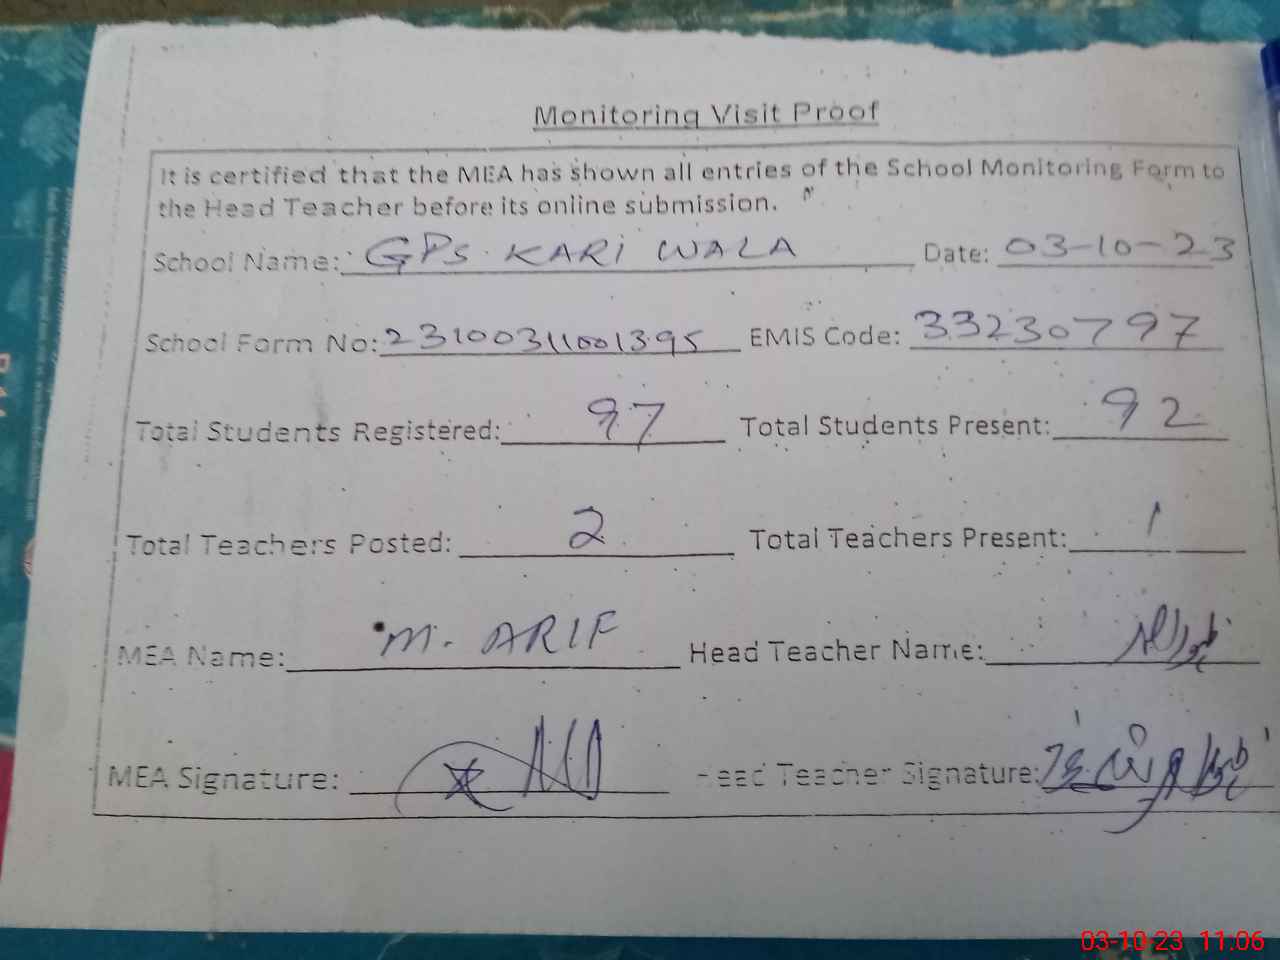 Monitoring Visit Proof
It is certified that the MEA has shown all entries of the School Monitoring Form to
the Head Teacher before its online submission.
School Name: GPS KARI WALA Date: 03-10-23
School Form No: 2310031001395 EMIS Code: 33230797
Total Students Registered: 97 Total Students Present: 92
Total Teachers Posted: 2 Total Teachers Present: 1
MEA Name: M. ARIF Head Teacher Name:
MEA Signature: Head Teacher Signature:
03-10-23 11:06